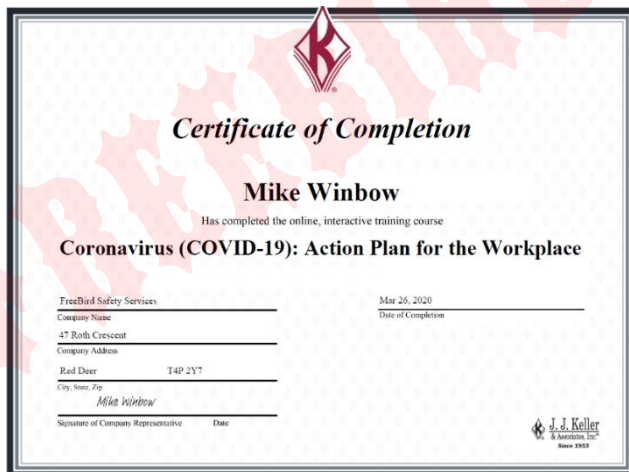 FREEBIRD
K
Certificate of Completion
Mike Winbow
Has completed the online, interactive training course
Coronavirus (COVID-19): Action Plan for the Workplace
FreeBird Safety Services
Company Name
47 Roth Crescent
Company Address
Red Deer T4P 2Y7
City, State, Zip
Mike Winbow
Signature of Company Representative Date
Mar 26, 2020
Date of Completion
J. J. Keller
& Associates, Inc.®
Since 1953